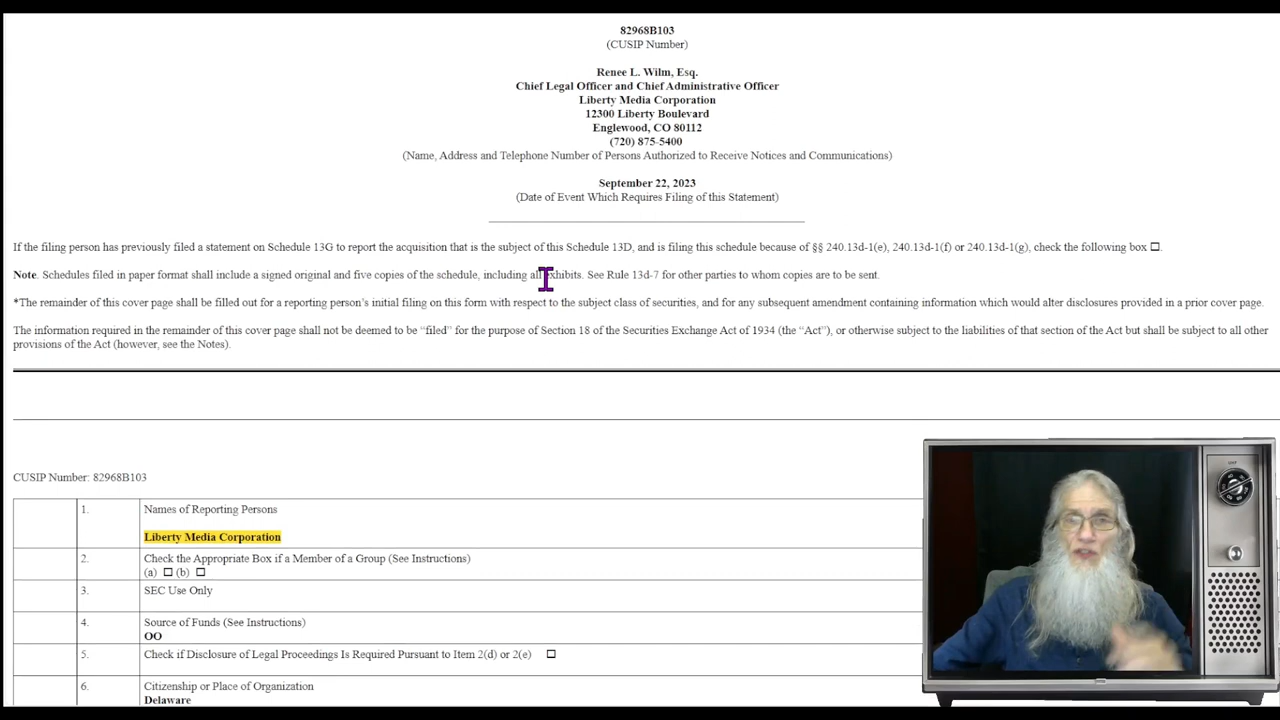 82968B103
(CUSIP Number)
Renee L. Wilm, Esq.
Chief Legal Officer and Chief Administrative Officer
Liberty Media Corporation
12300 Liberty Boulevard
Englewood, CO 80112
(720) 875-5400
(Name, Address and Telephone Number of Persons Authorized to Receive Notices and Communications)
September 22, 2023
(Date of Event Which Requires Filing of this Statement)
If the filing person has previously filed a statement on Schedule 13G to report the acquisition that is the subject of this Schedule 13D, and is filing this schedule because of §§ 240.13d-1(e), 240.13d-1(f) or 240.13d-1(g), check the following box ☐.
Note. Schedules filed in paper format shall include a signed original and five copies of the schedule, including all exhibits. See Rule 13d-7 for other parties to whom copies are to be sent.
*The remainder of this cover page shall be filled out for a reporting person's initial filing on this form with respect to the subject class of securities, and for any subsequent amendment containing information which would alter disclosures provided in a prior cover page.
The information required in the remainder of this cover page shall not be deemed to be “filed” for the purpose of Section 18 of the Securities Exchange Act of 1934 (the “Act”), or otherwise subject to the liabilities of that section of the Act but shall be subject to all other
provisions of the Act (however, see the Notes).
CUSIP Number: 82968B103
1. Names of Reporting Persons
Liberty Media Corporation
2. Check the Appropriate Box if a Member of a Group (See Instructions)
(a) ☐ (b) ☐
3. SEC Use Only
4. Source of Funds (See Instructions)
OO
5. Check if Disclosure of Legal Proceedings Is Required Pursuant to Item 2(d) or 2(e) ☐
6. Citizenship or Place of Organization
Delaware